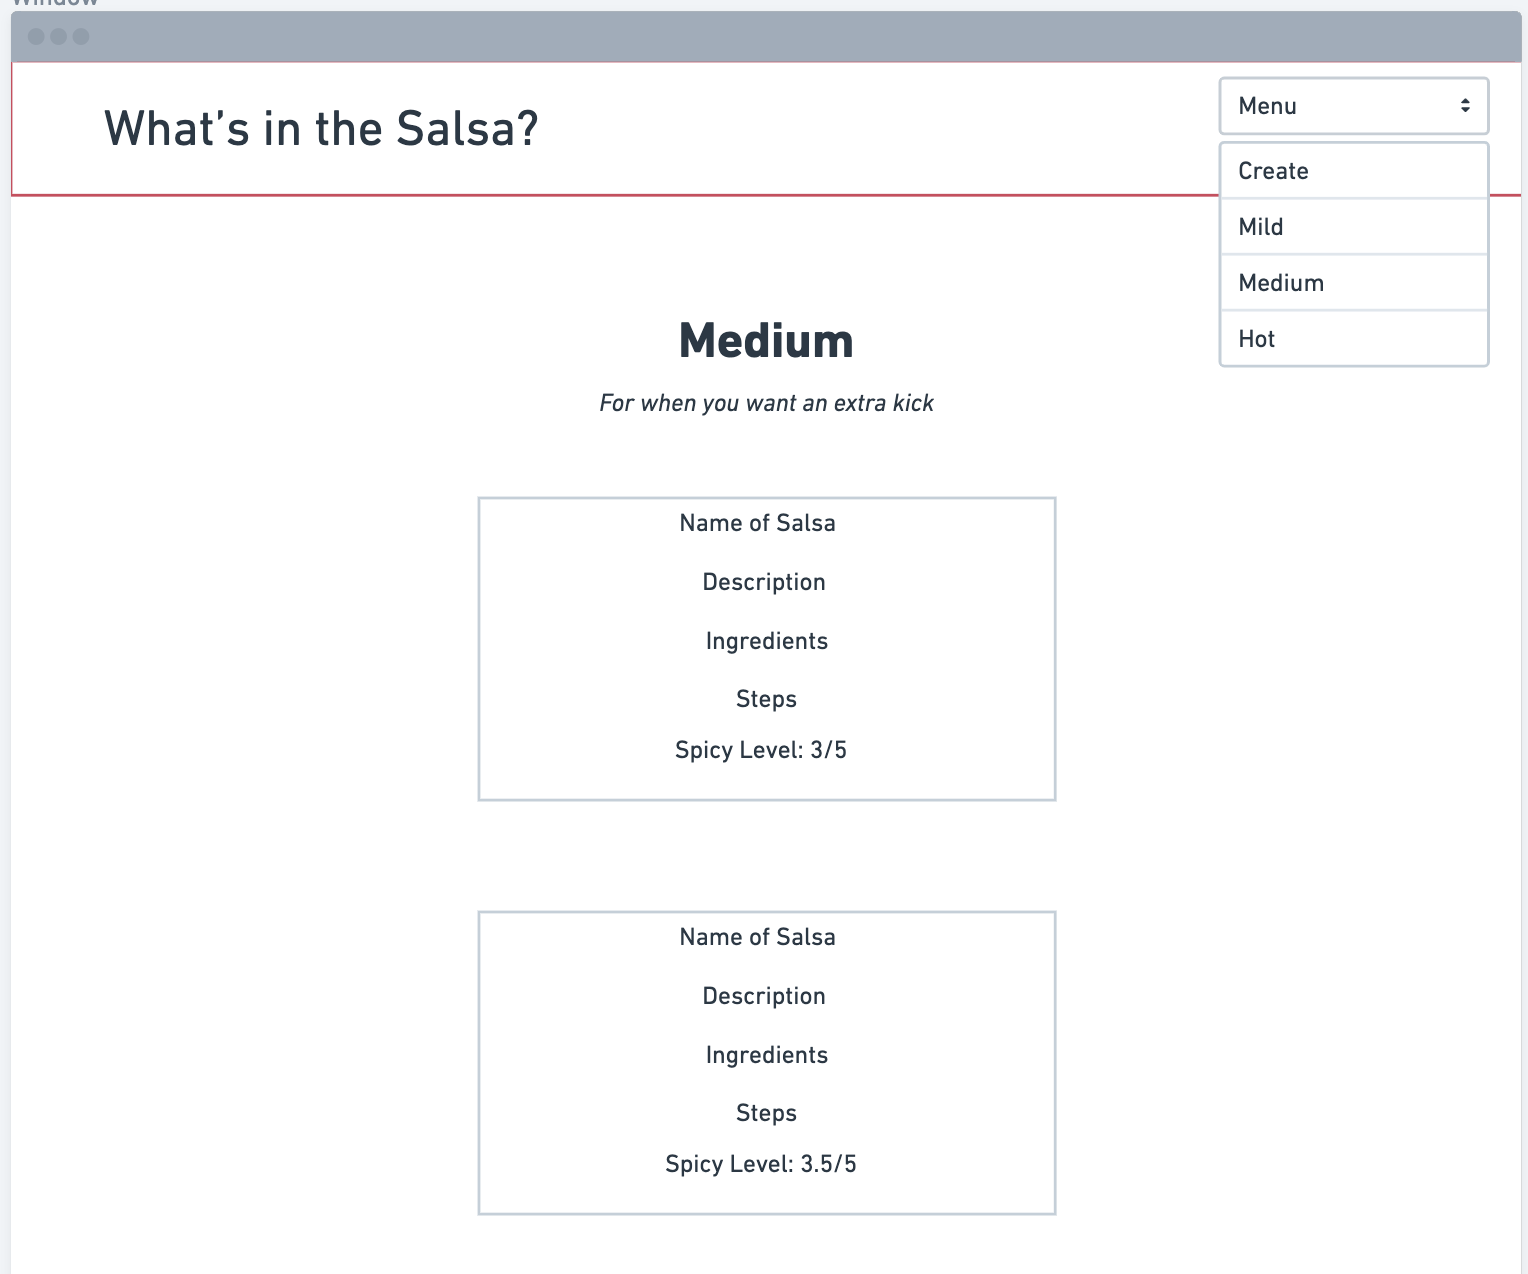 Window
What's in the Salsa?
Menu
Create
Mild
Medium
Hot
Medium
For when you want an extra kick
Name of Salsa
Description
Ingredients
Steps
Spicy Level: 3/5
Name of Salsa
Description
Ingredients
Steps
Spicy Level: 3.5/5